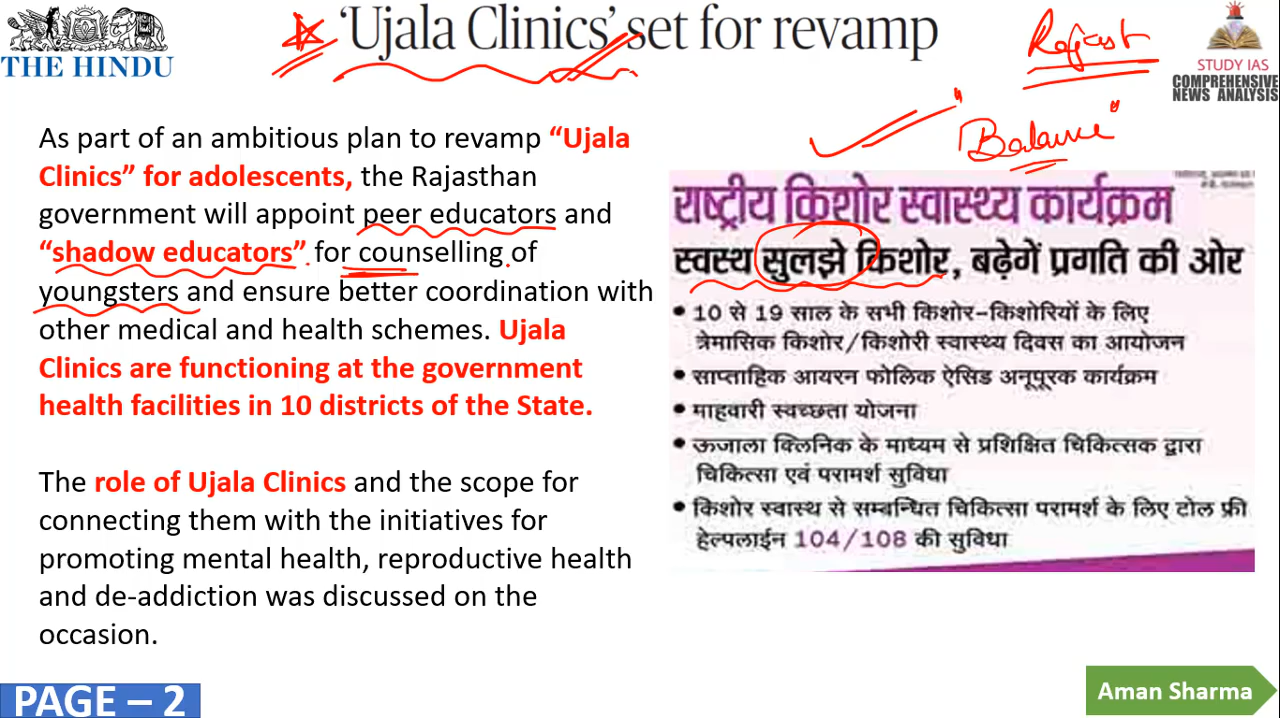 THE HINDU
'Ujala Clinics' set for revamp
Rajast
STUDY IAS
COMPREHENSIVE
NEWS ANALYSIS
"Balance"
As part of an ambitious plan to revamp “Ujala
Clinics” for adolescents, the Rajasthan
government will appoint peer educators and
“shadow educators” for counselling of
youngsters and ensure better coordination with
other medical and health schemes. Ujala
Clinics are functioning at the government
health facilities in 10 districts of the State.
The role of Ujala Clinics and the scope for
connecting them with the initiatives for
promoting mental health, reproductive health
and de-addiction was discussed on the
occasion.
राष्ट्रीय किशोर स्वास्थ्य कार्यक्रम
स्वस्थ सुलझे किशोर, बढ़ेगें प्रगति की ओर
• 10 से 19 साल के सभी किशोर-किशोरियों के लिए
त्रैमासिक किशोर/किशोरी स्वास्थ्य दिवस का आयोजन
• साप्ताहिक आयरन फोलिक ऐसिड अनूपूरक कार्यक्रम
• माहवारी स्वच्छता योजना
• ऊजाला क्लिनिक के माध्यम से प्रशिक्षित चिकित्सक द्वारा
चिकित्सा एवं परामर्श सुविधा
• किशोर स्वास्थ से सम्बन्धित चिकित्सा परामर्श के लिए टोल फ्री
हेल्पलाईन 104/108 की सुविधा
PAGE – 2
Aman Sharma